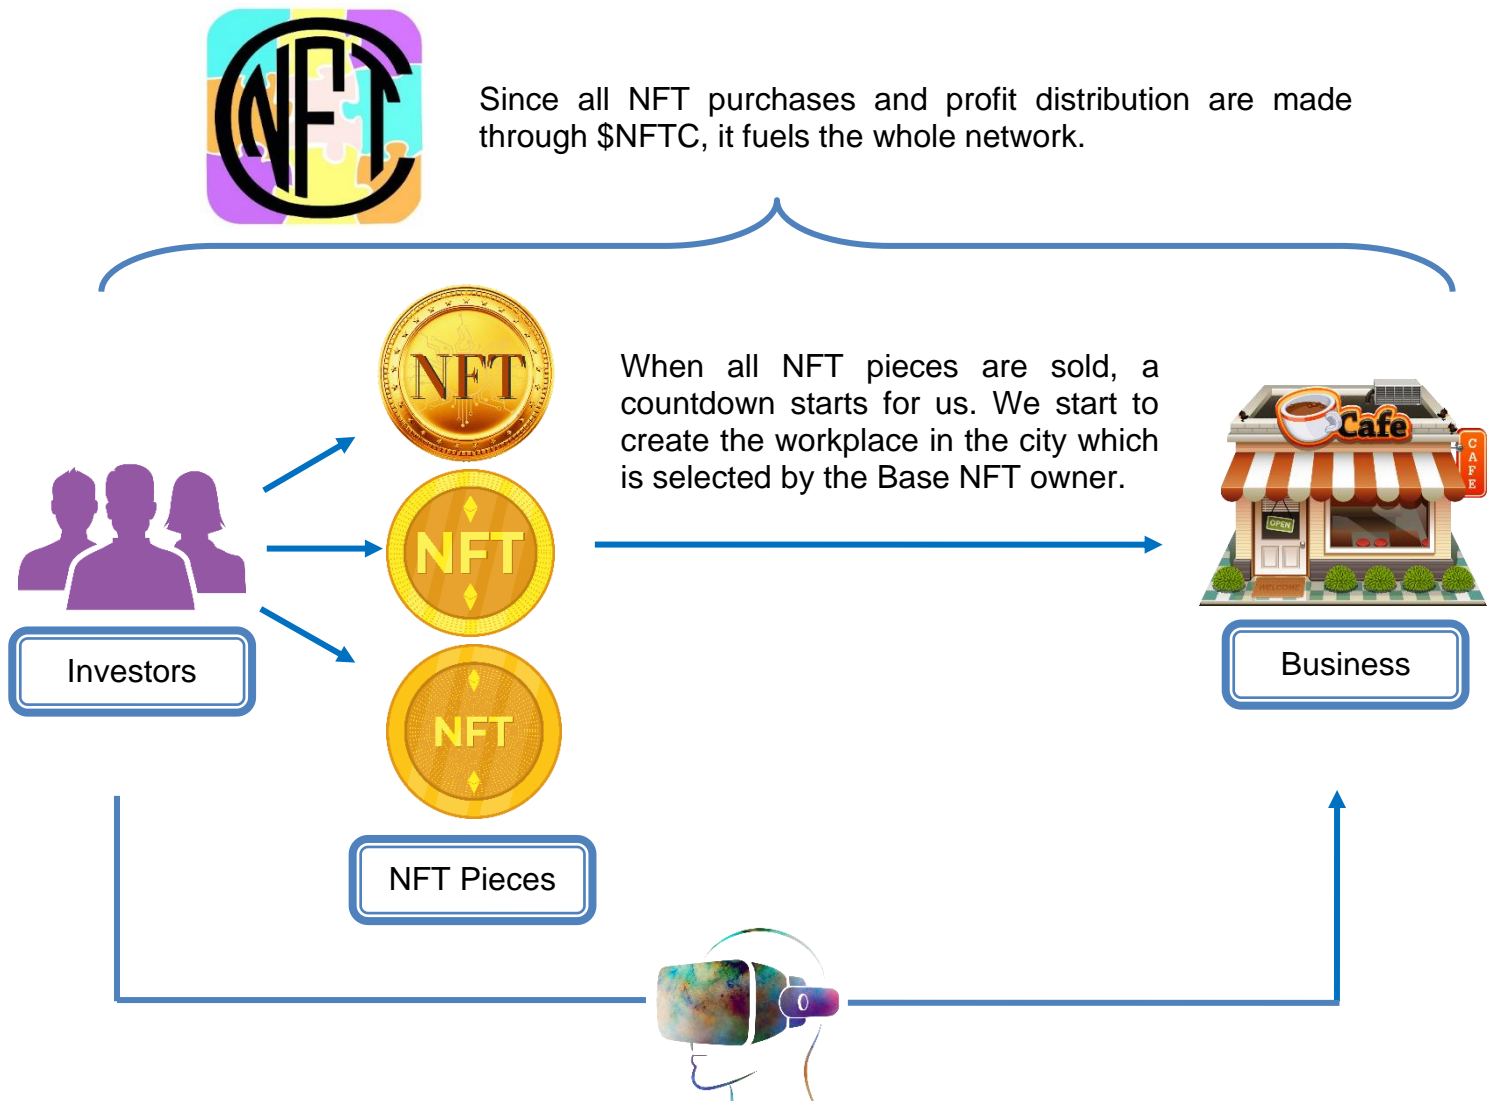 NFTC
Since all NFT purchases and profit distribution are made
through $NFTC, it fuels the whole network.
NFT
When all NFT pieces are sold, a
countdown starts for us. We start to
create the workplace in the city which
is selected by the Base NFT owner.
Cafe
CAFE
OPEN
WELCOME
NFT
Investors
Business
NFT
NFT Pieces